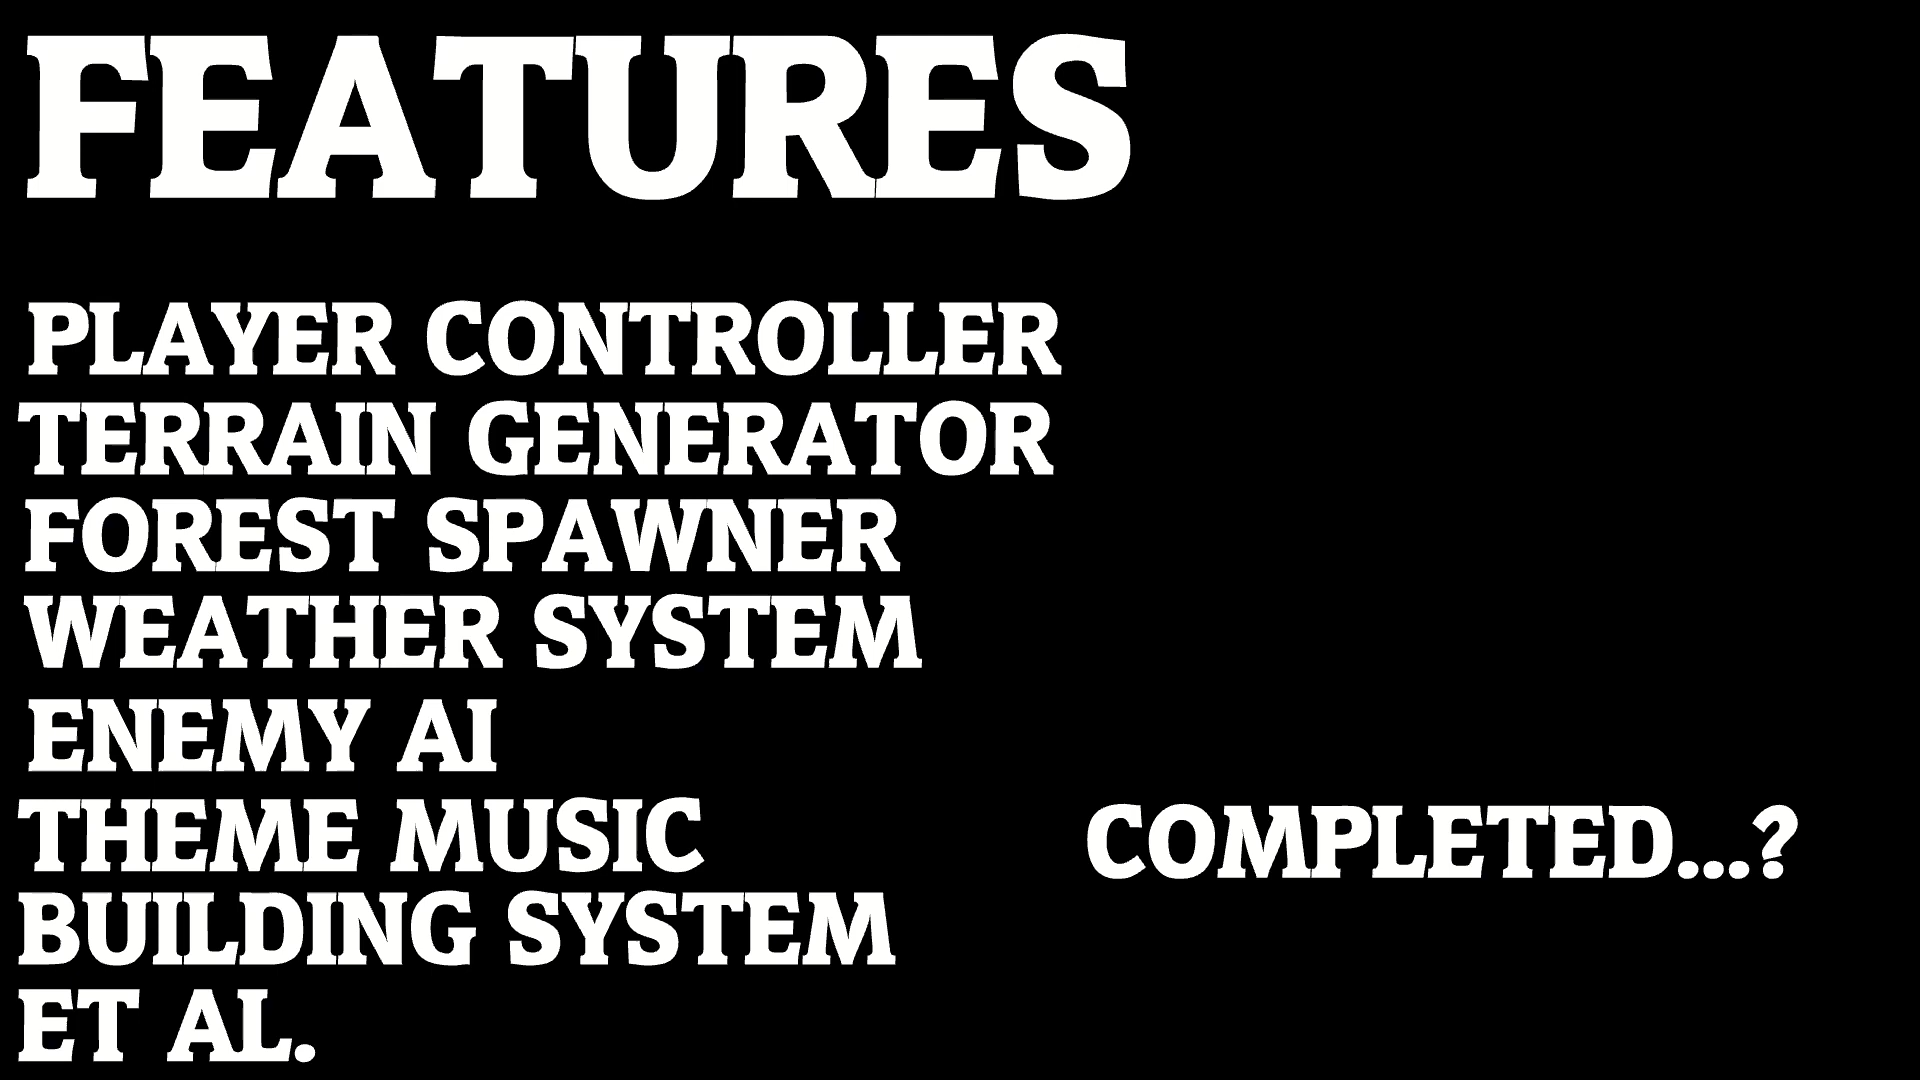 FEATURES
PLAYER CONTROLLER
TERRAIN GENERATOR
FOREST SPAWNER
WEATHER SYSTEM
ENEMY AI
THEME MUSIC COMPLETED...?
BUILDING SYSTEM
ET AL.